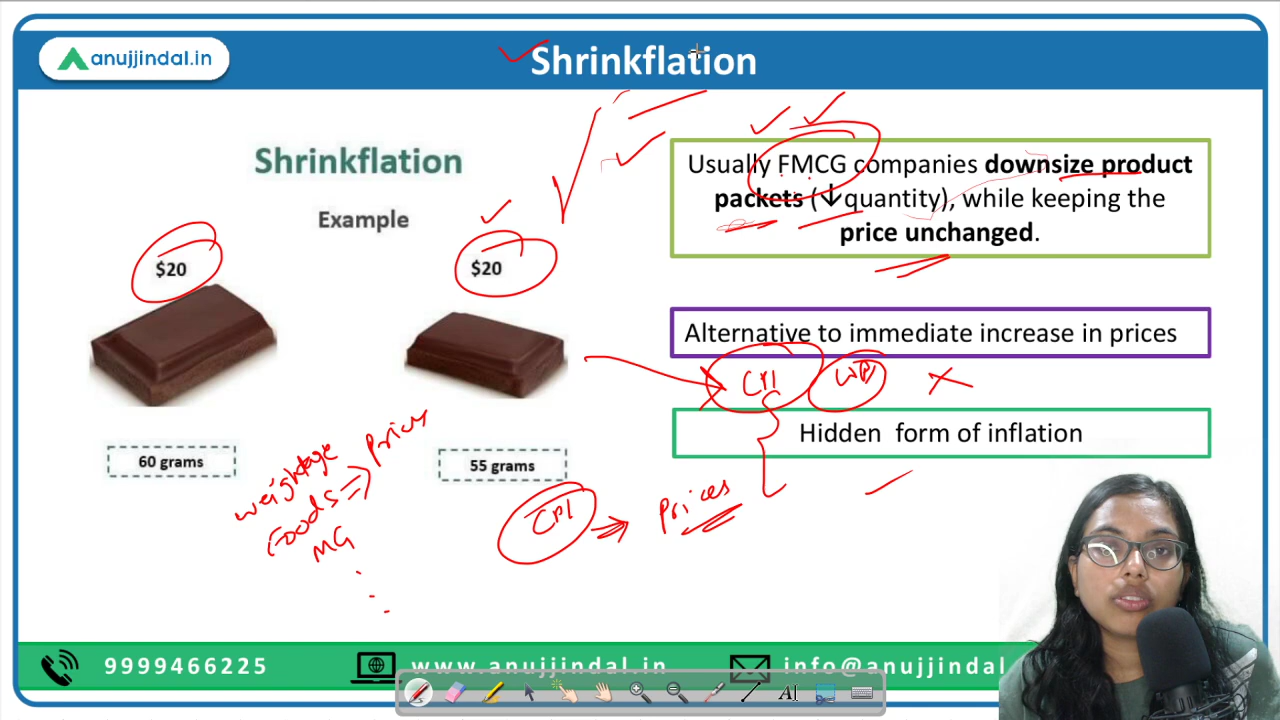 anujjindal.in
Shrinkflation
Shrinkflation
Example
$20
$20
60 grams
55 grams
Usually FMCG companies downsize product
packets (↓quantity), while keeping the
price unchanged.
Alternative to immediate increase in prices
CPI
WPI
Hidden form of inflation
weightage
Foods ⇒ Prices
MG
CPI ⇒ Prices
9999466225
www.anujjindal.in
info@anujjindal
AI